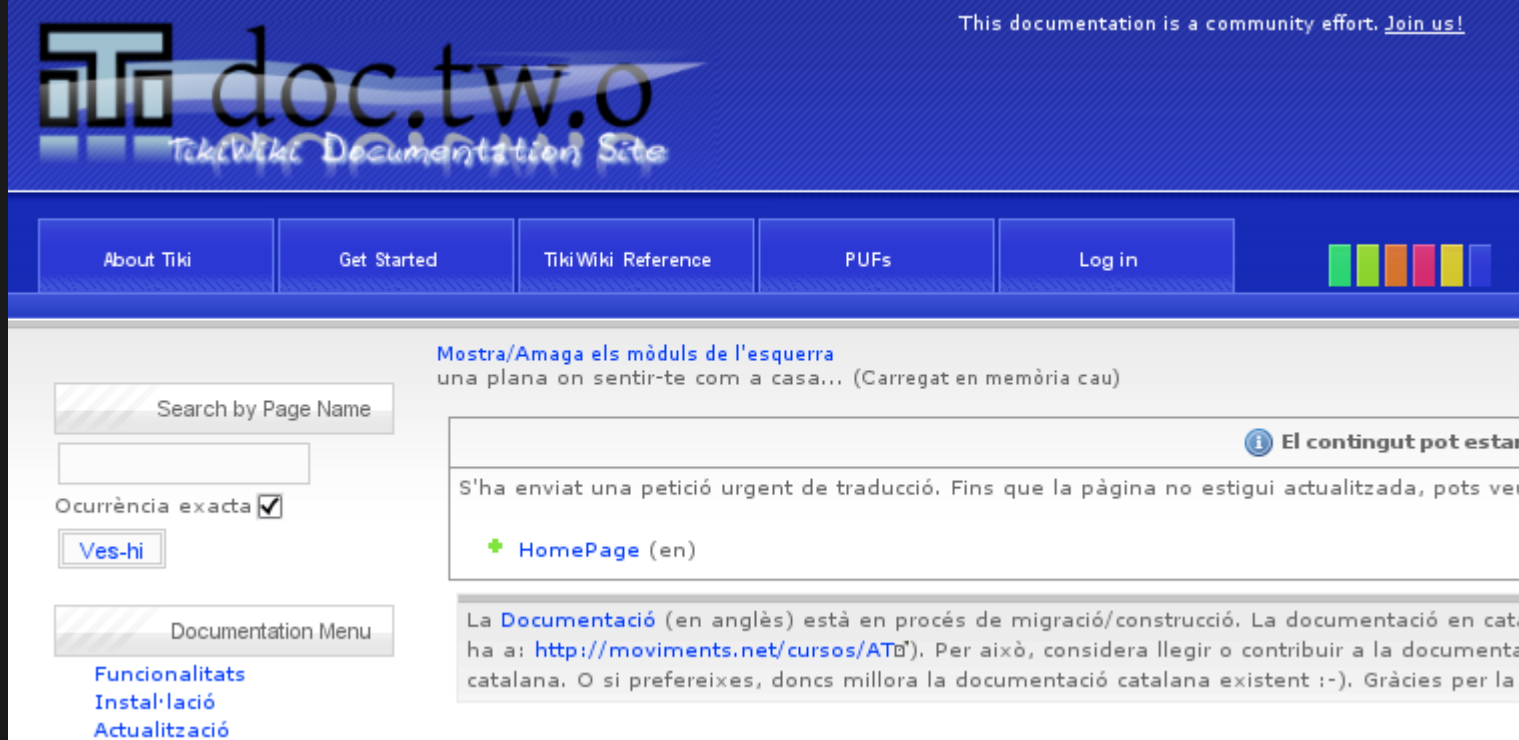 This documentation is a community effort. Join us!
doc.tw.o
TikiWiki Documentation Site
About Tiki
Get Started
TikiWiki Reference
PUFs
Log in
Mostra/Amaga els mòduls de l'esquerra
una plana on sentir-te com a casa... (Carregat en memòria cau)
Search by Page Name
Ocurrència exacta
Ves-hi
El contingut pot estar
S'ha enviat una petició urgent de traducció. Fins que la pàgina no estigui actualitzada, pots veu
HomePage (en)
La Documentació (en anglès) està en procés de migració/construcció. La documentació en cata
ha a: http://moviments.net/cursos/AT). Per això, considera llegir o contribuir a la documenta
catalana. O si prefereixes, doncs millora la documentació catalana existent :-). Gràcies per la
Documentation Menu
Funcionalitats
Instal·lació
Actualització